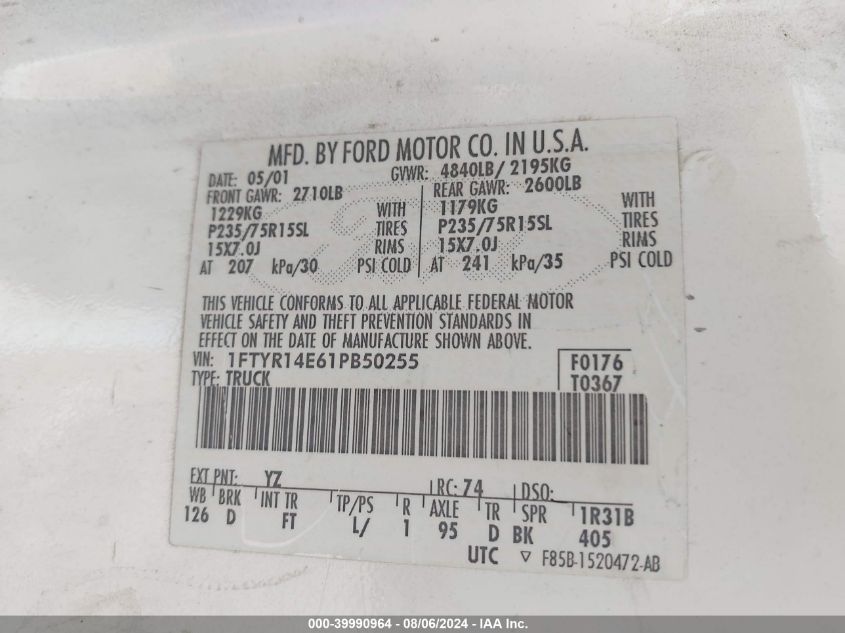 MFD. BY FORD MOTOR CO. IN U.S.A.
DATE: 05/01 GVWR: 4840LB/ 2195KG
FRONT GAWR: 2710LB REAR GAWR: 2600LB
1229KG WITH 1179KG WITH
P235/75R15SL TIRES P235/75R15SL TIRES
15X7.0J RIMS 15X7.0J RIMS
AT 207 kPa/30 PSI COLD AT 241 kPa/35 PSI COLD
THIS VEHICLE CONFORMS TO ALL APPLICABLE FEDERAL MOTOR
VEHICLE SAFETY AND THEFT PREVENTION STANDARDS IN
EFFECT ON THE DATE OF MANUFACTURE SHOWN ABOVE.
VIN: 1FTYR14E61PB50255 F0176
TYPE: TRUCK T0367
EXT PNT: YZ RC: 74 DSO:
WB BRK INT TR TP/PS R AXLE TR SPR 1R31B
126 D FT L/ 1 95 D BK 405
UTC ▽ F85B-1520472-AB
000-39990964 - 08/06/2024 - IAA Inc.